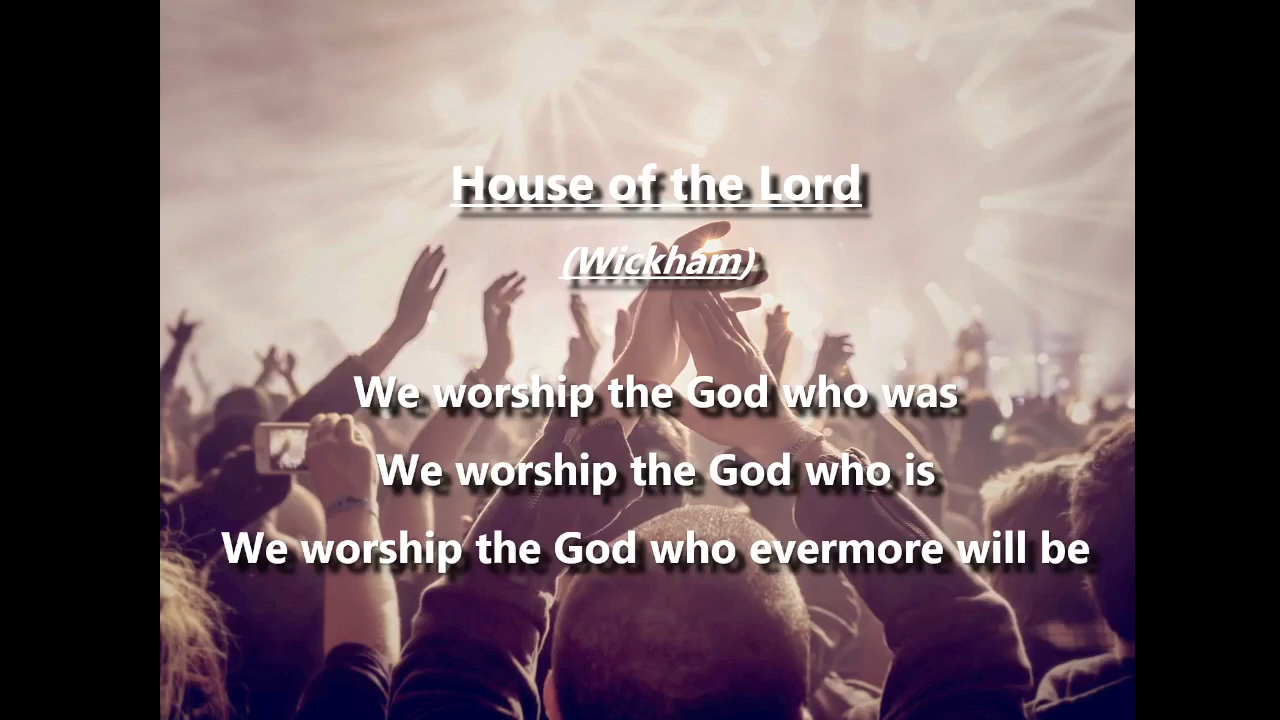 House of the Lord
(Wickham)
We worship the God who was
We worship the God who is
We worship the God who evermore will be